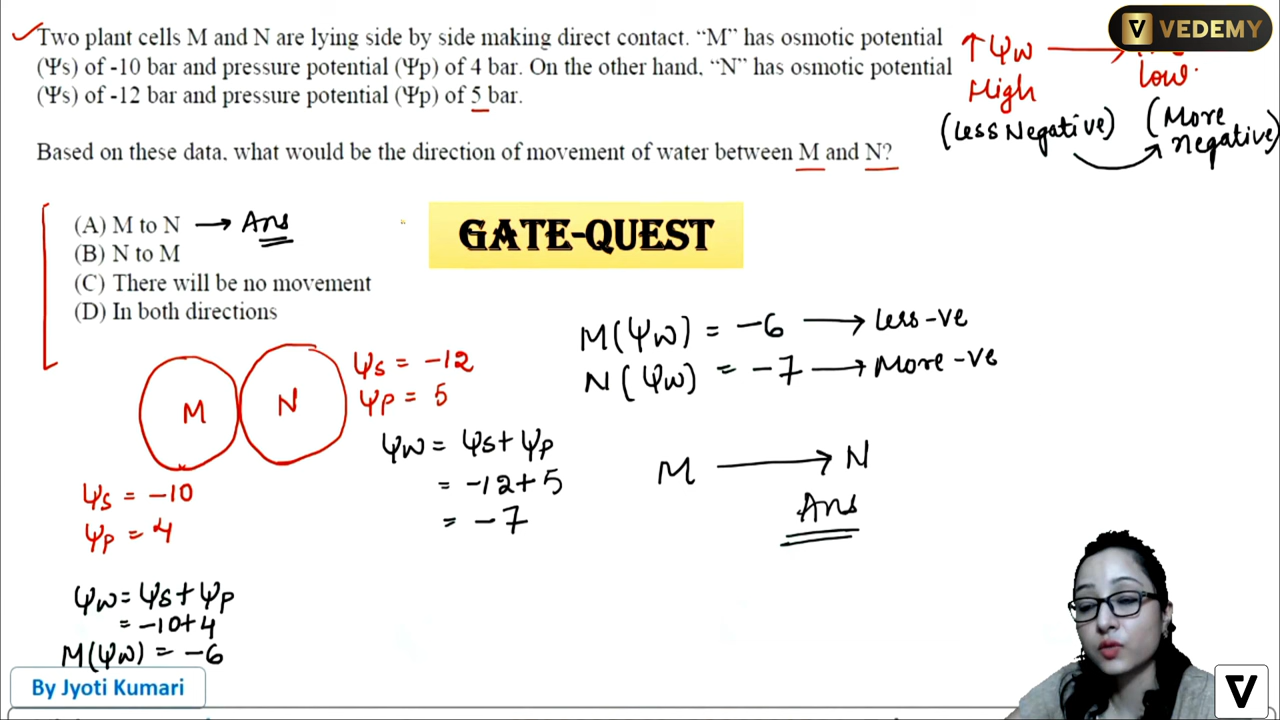 Two plant cells M and N are lying side by side making direct contact. “M” has osmotic potential
(Ψs) of -10 bar and pressure potential (Ψp) of 4 bar. On the other hand, “N” has osmotic potential
(Ψs) of -12 bar and pressure potential (Ψp) of 5 bar.
Based on these data, what would be the direction of movement of water between M and N?
(A) M to N → Ans
(B) N to M
(C) There will be no movement
(D) In both directions
VEDEMY
↑ Ψw →
High
Low.
(Less Negative)
(More
negative)
GATE-QUEST
M(Ψw) = -6 → Less -ve
N(Ψw) = -7 → More -ve
M → N
Ans
M
N
Ψs = -12
Ψp = 5
Ψw = Ψs + Ψp
= -12+5
= -7
Ψs = -10
Ψp = 4
Ψw = Ψs + Ψp
= -10+4
M(Ψw) = -6
By Jyoti Kumari